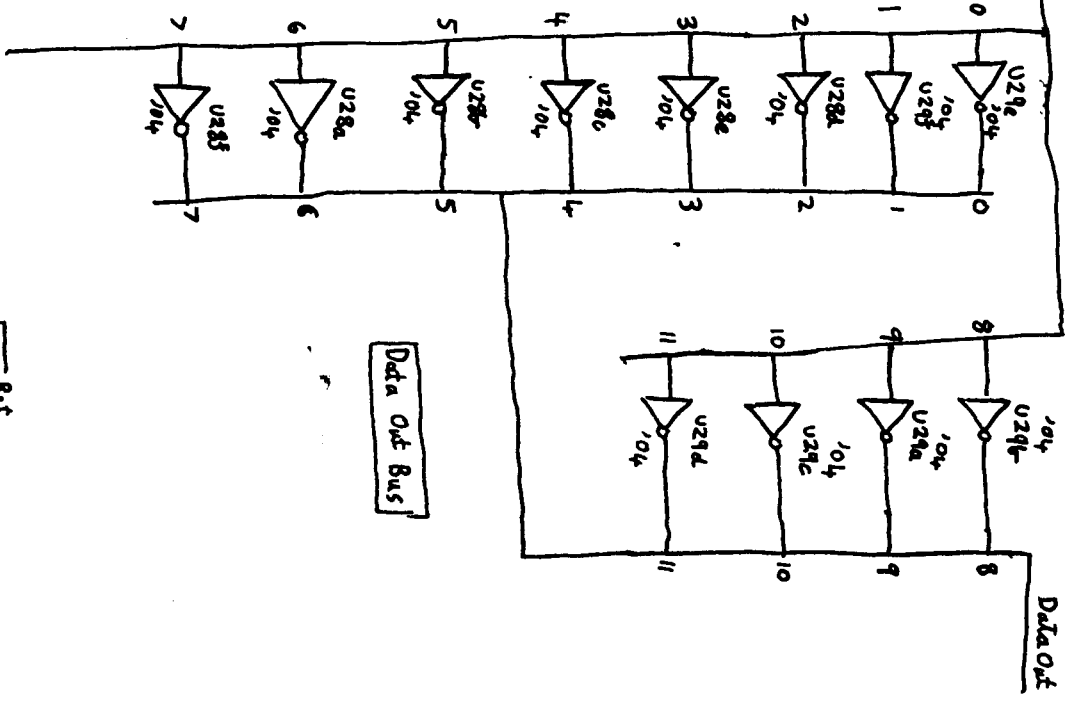 Data Out
'04
U29e U29b
0 '04 0 8 8
'04 '04
U29f U29a
1 1 9 9
U28d '04
U29c
2 2 10 10
'04
U28e U29d
3 3 11 11
'04 '04
U28c
4 4
'04
U28b
5 5
'04
Data Out Bus
U28a
6 6
'04
U28f
7 7
'04